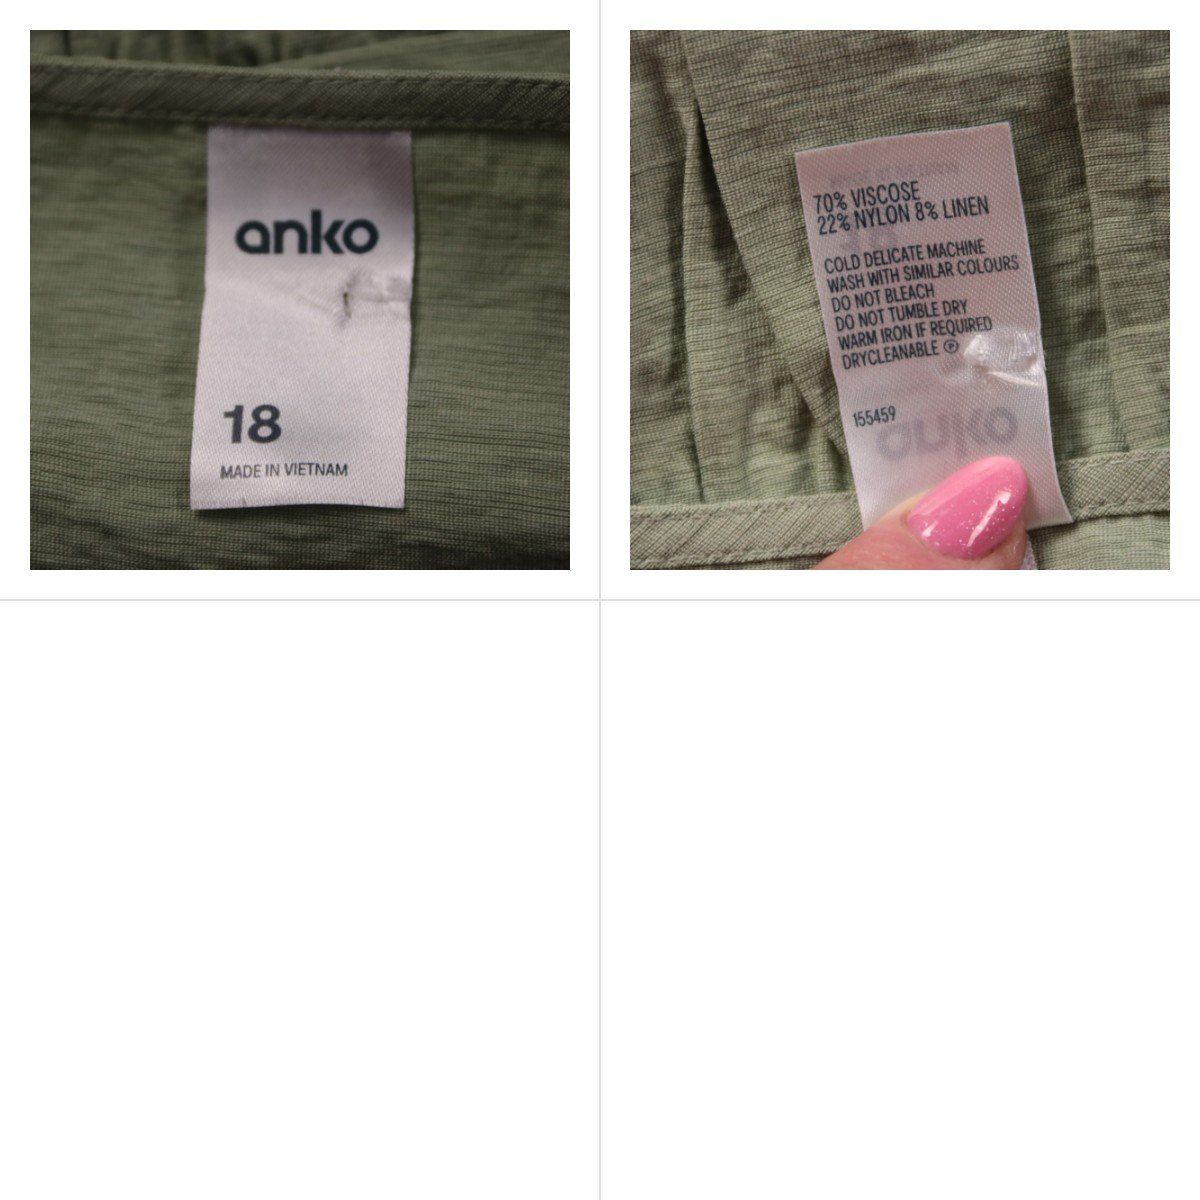 anko
18
MADE IN VIETNAM
70% VISCOSE
22% NYLON 8% LINEN
COLD DELICATE MACHINE
WASH WITH SIMILAR COLOURS
DO NOT BLEACH
DO NOT TUMBLE DRY
WARM IRON IF REQUIRED
DRYCLEANABLE Ⓟ
155459
anko